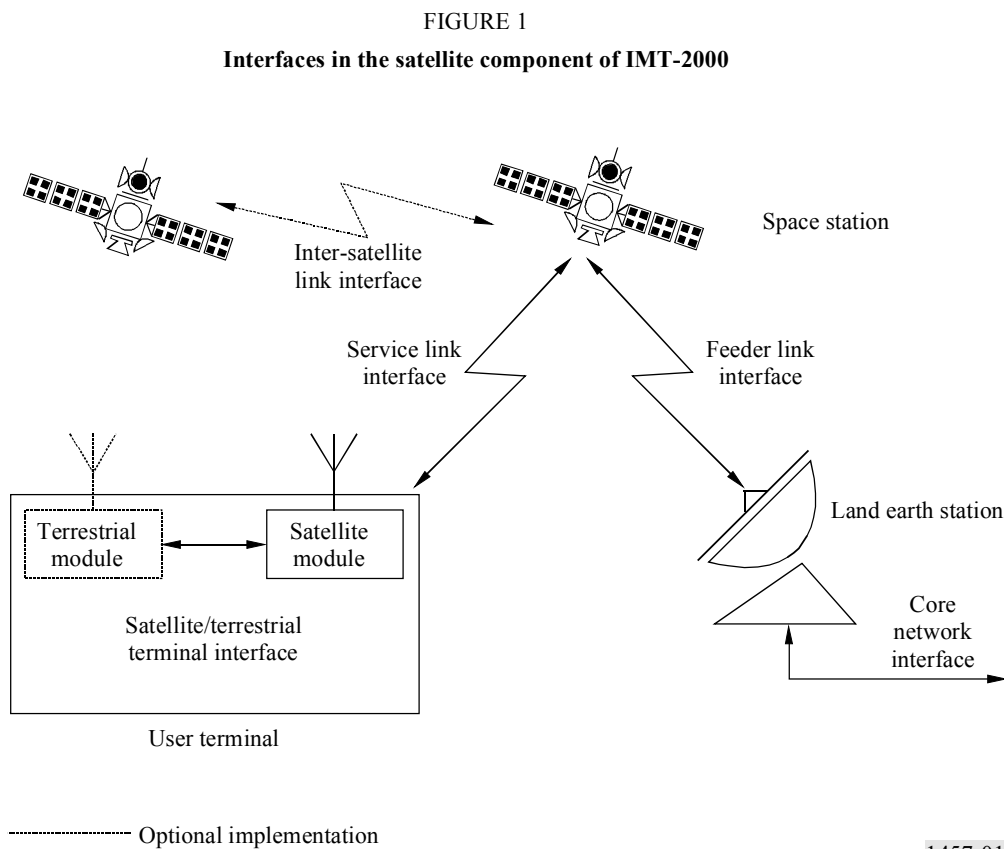 FIGURE 1
Interfaces in the satellite component of IMT-2000
Space station
Inter-satellite
link interface
Service link
interface
Feeder link
interface
Terrestrial
module
Satellite
module
Land earth station
Satellite/terrestrial
terminal interface
Core
network
interface
User terminal
Optional implementation